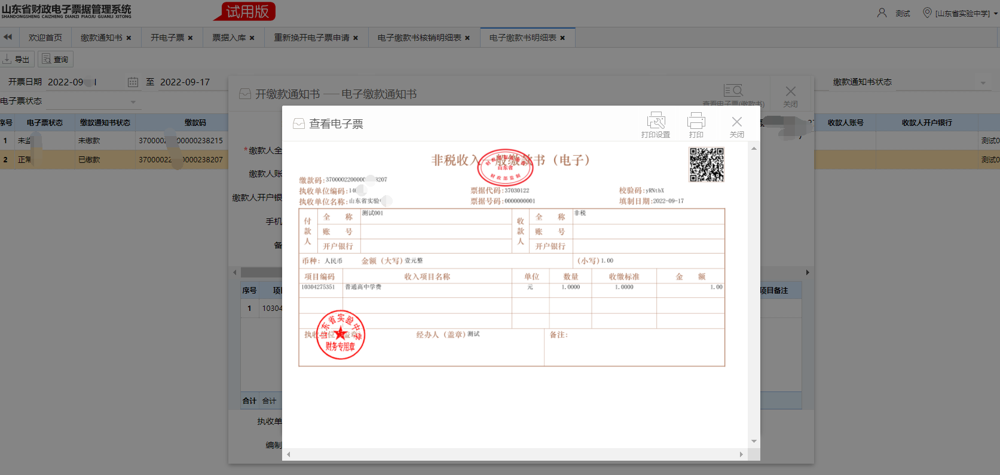 山东省财政电子票据管理系统
SHANDONGSHENG CAIZHENG DIANZI PIAOJU GUANLI XITONG
试用版
测试 [山东省实验中学]
欢迎首页 缴款通知书 开电子票 票据入库 重新换开电子票申请 电子缴款书核销明细表 电子缴款书明细表
导出 查询
开票日期 2022-09 至 2022-09-17 缴款通知书状态
电子票状态
序号 电子票状态 缴款通知书状态 缴款码 收款人账号 收款人开户银行
1 未 未缴款 0000238215 测试0
2 正常 已缴款 000238207 测试0
开缴款通知书 —— 电子缴款通知书
查看电子票(缴款书) 关闭
*缴款人全
缴款人账
缴款人开户银
手机
备
序号 项 项目备注
1 10304
合计 合计
执收单
编制
查看电子票
打印设置 打印 关闭
非税收入一般缴款书（电子）
山东省
财政部监制
缴款码:3700002200000 8207
执收单位编码:140 票据代码:37030122 校验码:yRNtbX
执收单位名称:山东省实验 票据号码:0000000001 填制日期:2022-09-17
付款人 全 称 测试001 收款人 全 称 非税
账 号 账 号
开户银行 开户银行
币种: 人民币 金额（大写）壹元整 （小写）1.00
项目编码 收入项目名称 单位 数量 收缴标准 金 额
10304275351 普通高中学费 元 1.0000 1.0000 1.00
执收单位（盖章） 经办人（盖章）测试 备注:
山东省实验中学
财务专用章